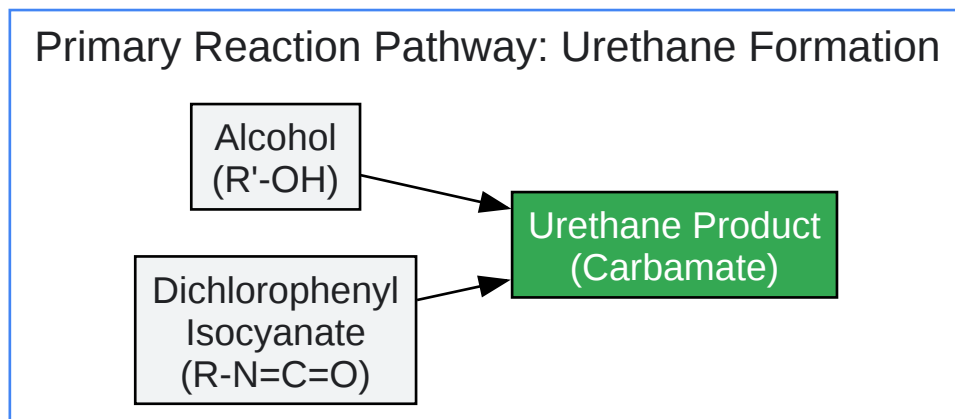 Primary Reaction Pathway: Urethane Formation
Alcohol
(R'-OH)
Urethane Product
(Carbamate)
Dichlorophenyl
Isocyanate
(R-N=C=O)